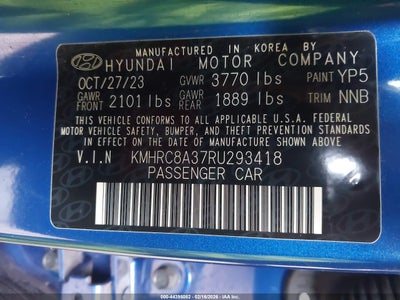 MANUFACTURED IN KOREA BY
HYUNDAI MOTOR COMPANY
OCT/27/23 GVWR 3770 lbs PAINT YP5
GAWR FRONT 2101 lbs GAWR REAR 1889 lbs TRIM NNB
THIS VEHICLE CONFORMS TO ALL APPLICABLE U.S.A. FEDERAL
MOTOR VEHICLE SAFETY, BUMPER, AND THEFT PREVENTION
STANDARDS IN EFFECT ON THE DATE OF MANUFACTURE SHOWN ABOVE.
V.I.N KMHRC8A37RU293418
PASSENGER CAR